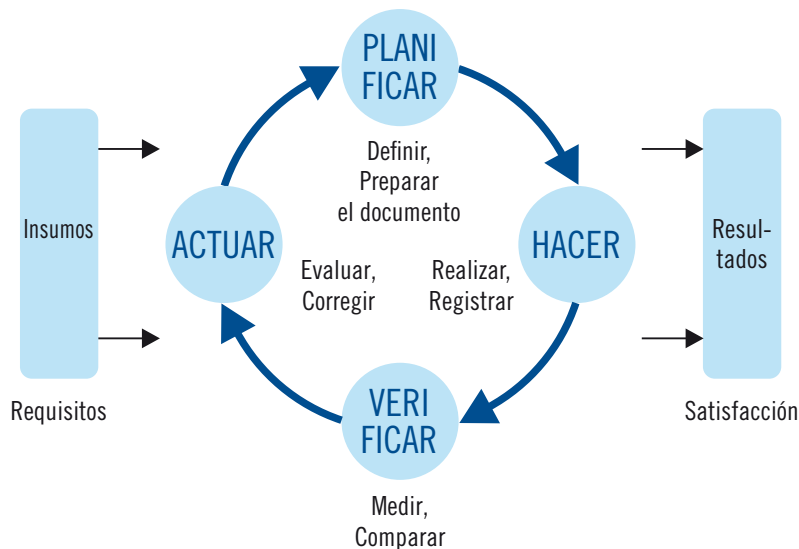 PLANI
FICAR
Definir,
Preparar
el documento
Insumos
ACTUAR
Evaluar,
Corregir
Realizar,
Registrar
HACER
Resul-
tados
Requisitos
VERI
FICAR
Satisfacción
Medir,
Comparar